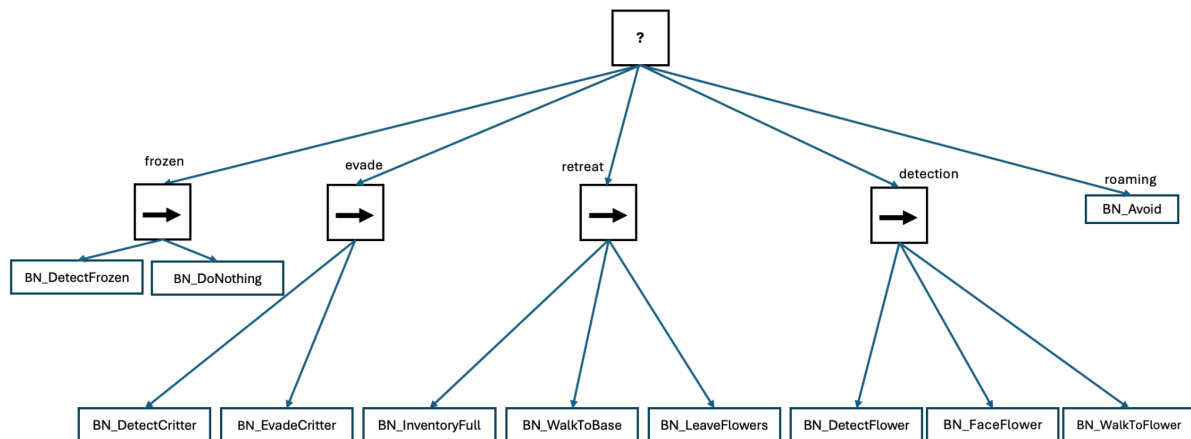 ?
frozen
evade
retreat
detection
roaming
BN_Avoid
BN_DetectFrozen
BN_DoNothing
BN_DetectCritter
BN_EvadeCritter
BN_InventoryFull
BN_WalkToBase
BN_LeaveFlowers
BN_DetectFlower
BN_FaceFlower
BN_WalkToFlower